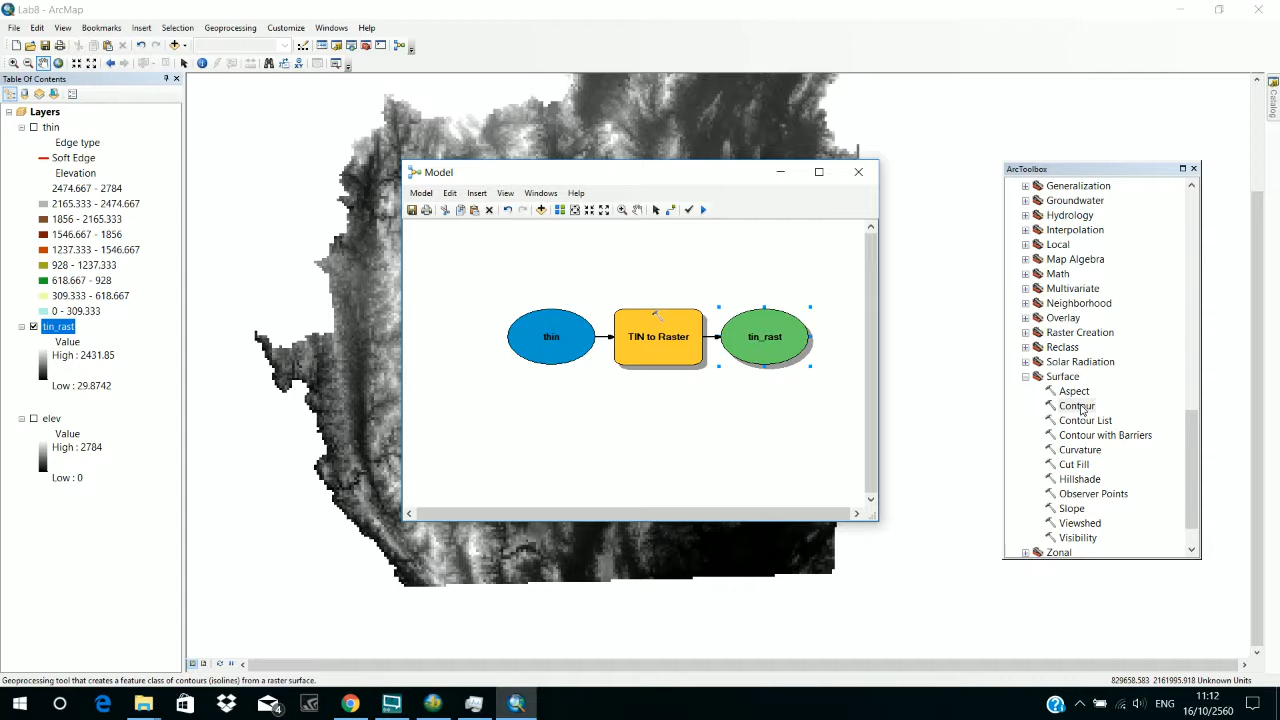 Lab8 - ArcMap
File Edit View Bookmarks Insert Selection Geoprocessing Customize Windows Help
Table Of Contents
Layers
thin
Edge type
Soft Edge
Elevation
2474.667 - 2784
2165.333 - 2474.667
1856 - 2165.333
1546.667 - 1856
1237.333 - 1546.667
928 - 1237.333
618.667 - 928
309.333 - 618.667
0 - 309.333
tin_rast
Value
High : 2431.85
Low : 29.8742
elev
Value
High : 2784
Low : 0
Model
Model Edit Insert View Windows Help
thin
TIN to Raster
tin_rast
ArcToolbox
Generalization
Groundwater
Hydrology
Interpolation
Local
Map Algebra
Math
Multivariate
Neighborhood
Overlay
Raster Creation
Reclass
Solar Radiation
Surface
Aspect
Contour
Contour List
Contour with Barriers
Curvature
Cut Fill
Hillshade
Observer Points
Slope
Viewshed
Visibility
Zonal
Catalog
Geoprocessing tool that creates a feature class of contours (isolines) from a raster surface.
829658.583 2161995.918 Unknown Units
ENG
11:12
16/10/2560